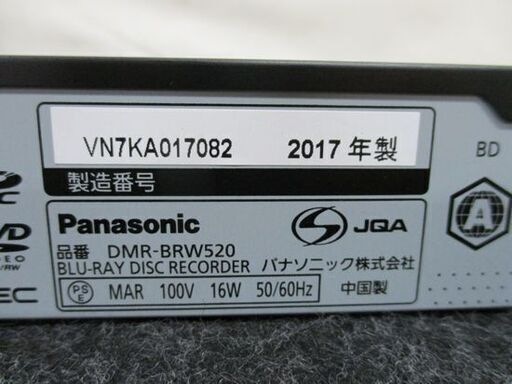 VN7KA017082 2017 年製
製造番号
BD
A
Panasonic
S JQA
品番 DMR-BRW520
BLU-RAY DISC RECORDER パナソニック株式会社
PS E MAR 100V 16W 50/60Hz 中国製